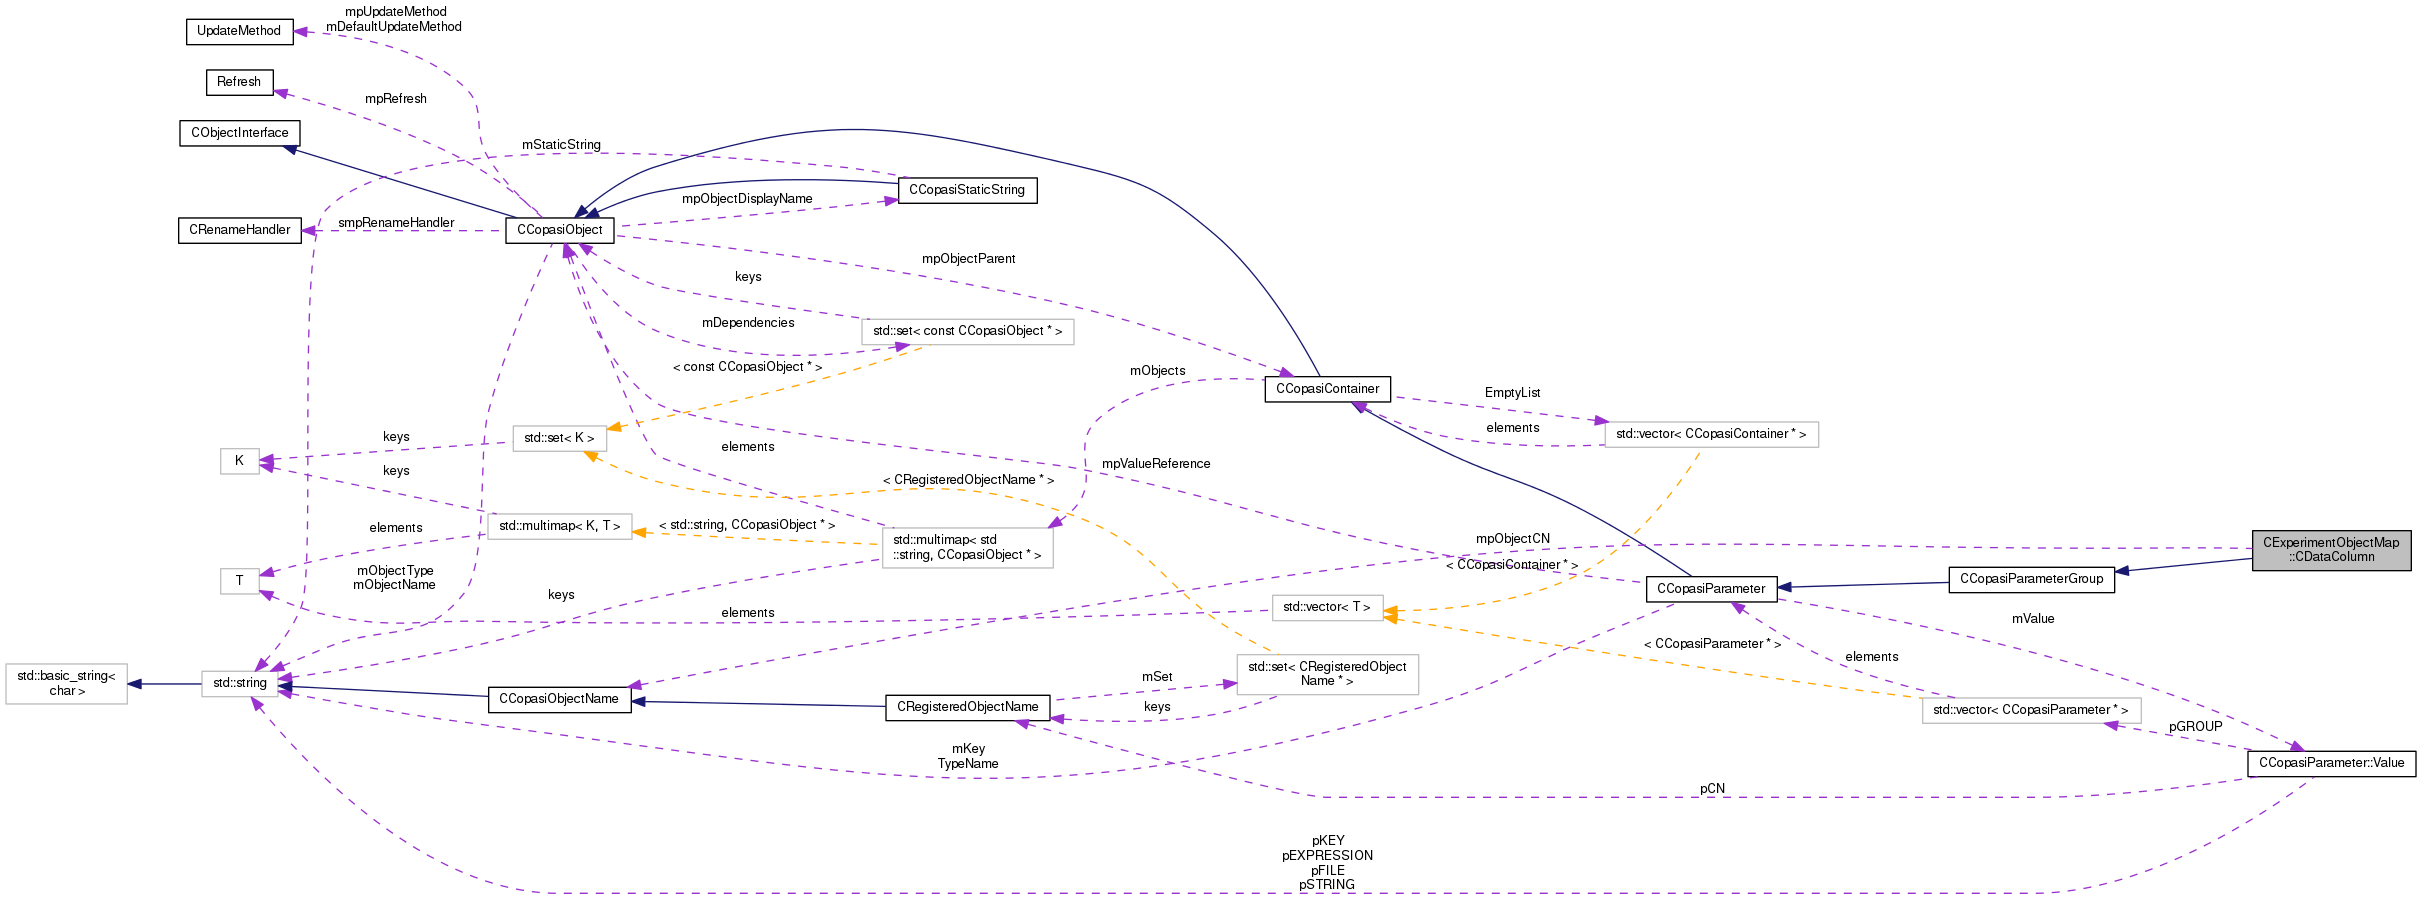 mpUpdateMethod
mDefaultUpdateMethod
UpdateMethod
Refresh
mpRefresh
CObjectInterface
mStaticString
CCopasiStaticString
mpObjectDisplayName
CRenameHandler
smpRenameHandler
CCopasiObject
mpObjectParent
keys
mDependencies
std::set< const CCopasiObject * >
< const CCopasiObject * >
mObjects
CCopasiContainer
EmptyList
std::vector< CCopasiContainer * >
elements
std::set< K >
keys
K
keys
elements
mpValueReference
< CRegisteredObjectName * >
std::multimap< K, T >
< std::string, CCopasiObject * >
elements
std::multimap< std
::string, CCopasiObject * >
mpObjectCN
< CCopasiContainer * >
CExperimentObjectMap
::CDataColumn
CCopasiParameterGroup
CCopasiParameter
T
mObjectType
mObjectName
keys
elements
std::vector< T >
mValue
< CCopasiParameter * >
elements
std::basic_string<
char >
std::string
CCopasiObjectName
CRegisteredObjectName
mSet
keys
std::set< CRegisteredObject
Name * >
std::vector< CCopasiParameter * >
pGROUP
CCopasiParameter::Value
mKey
TypeName
pCN
pKEY
pEXPRESSION
pFILE
pSTRING